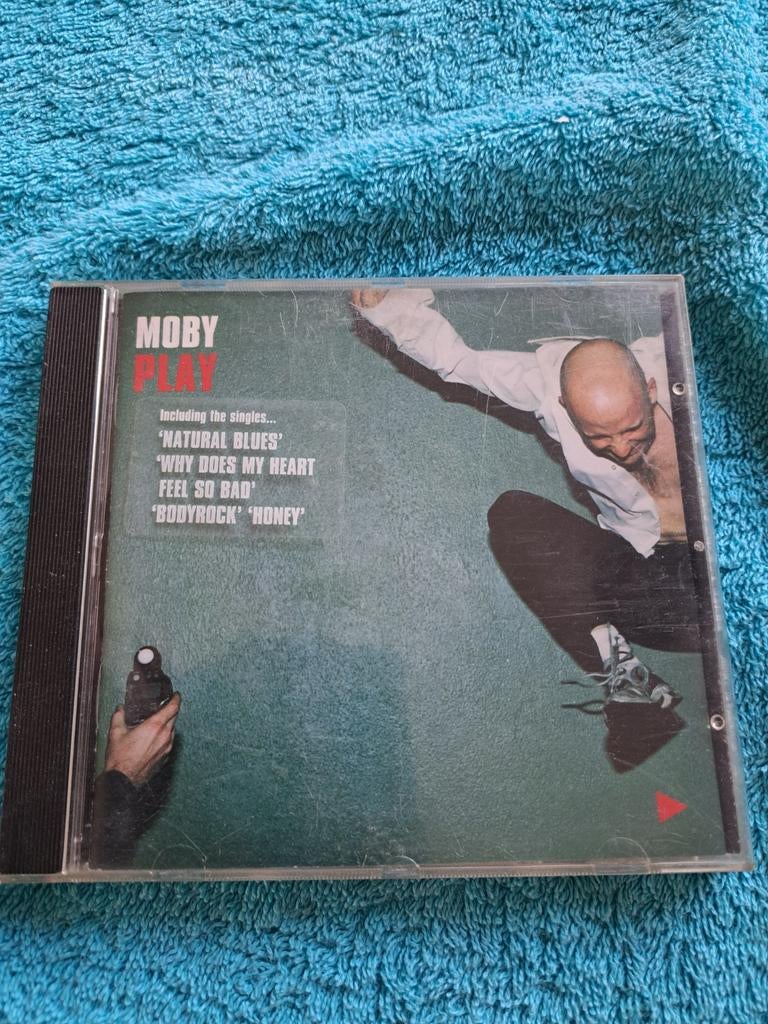 MOBY
PLAY
Including the singles...
'NATURAL BLUES'
'WHY DOES MY HEART
FEEL SO BAD'
'BODYROCK' 'HONEY'